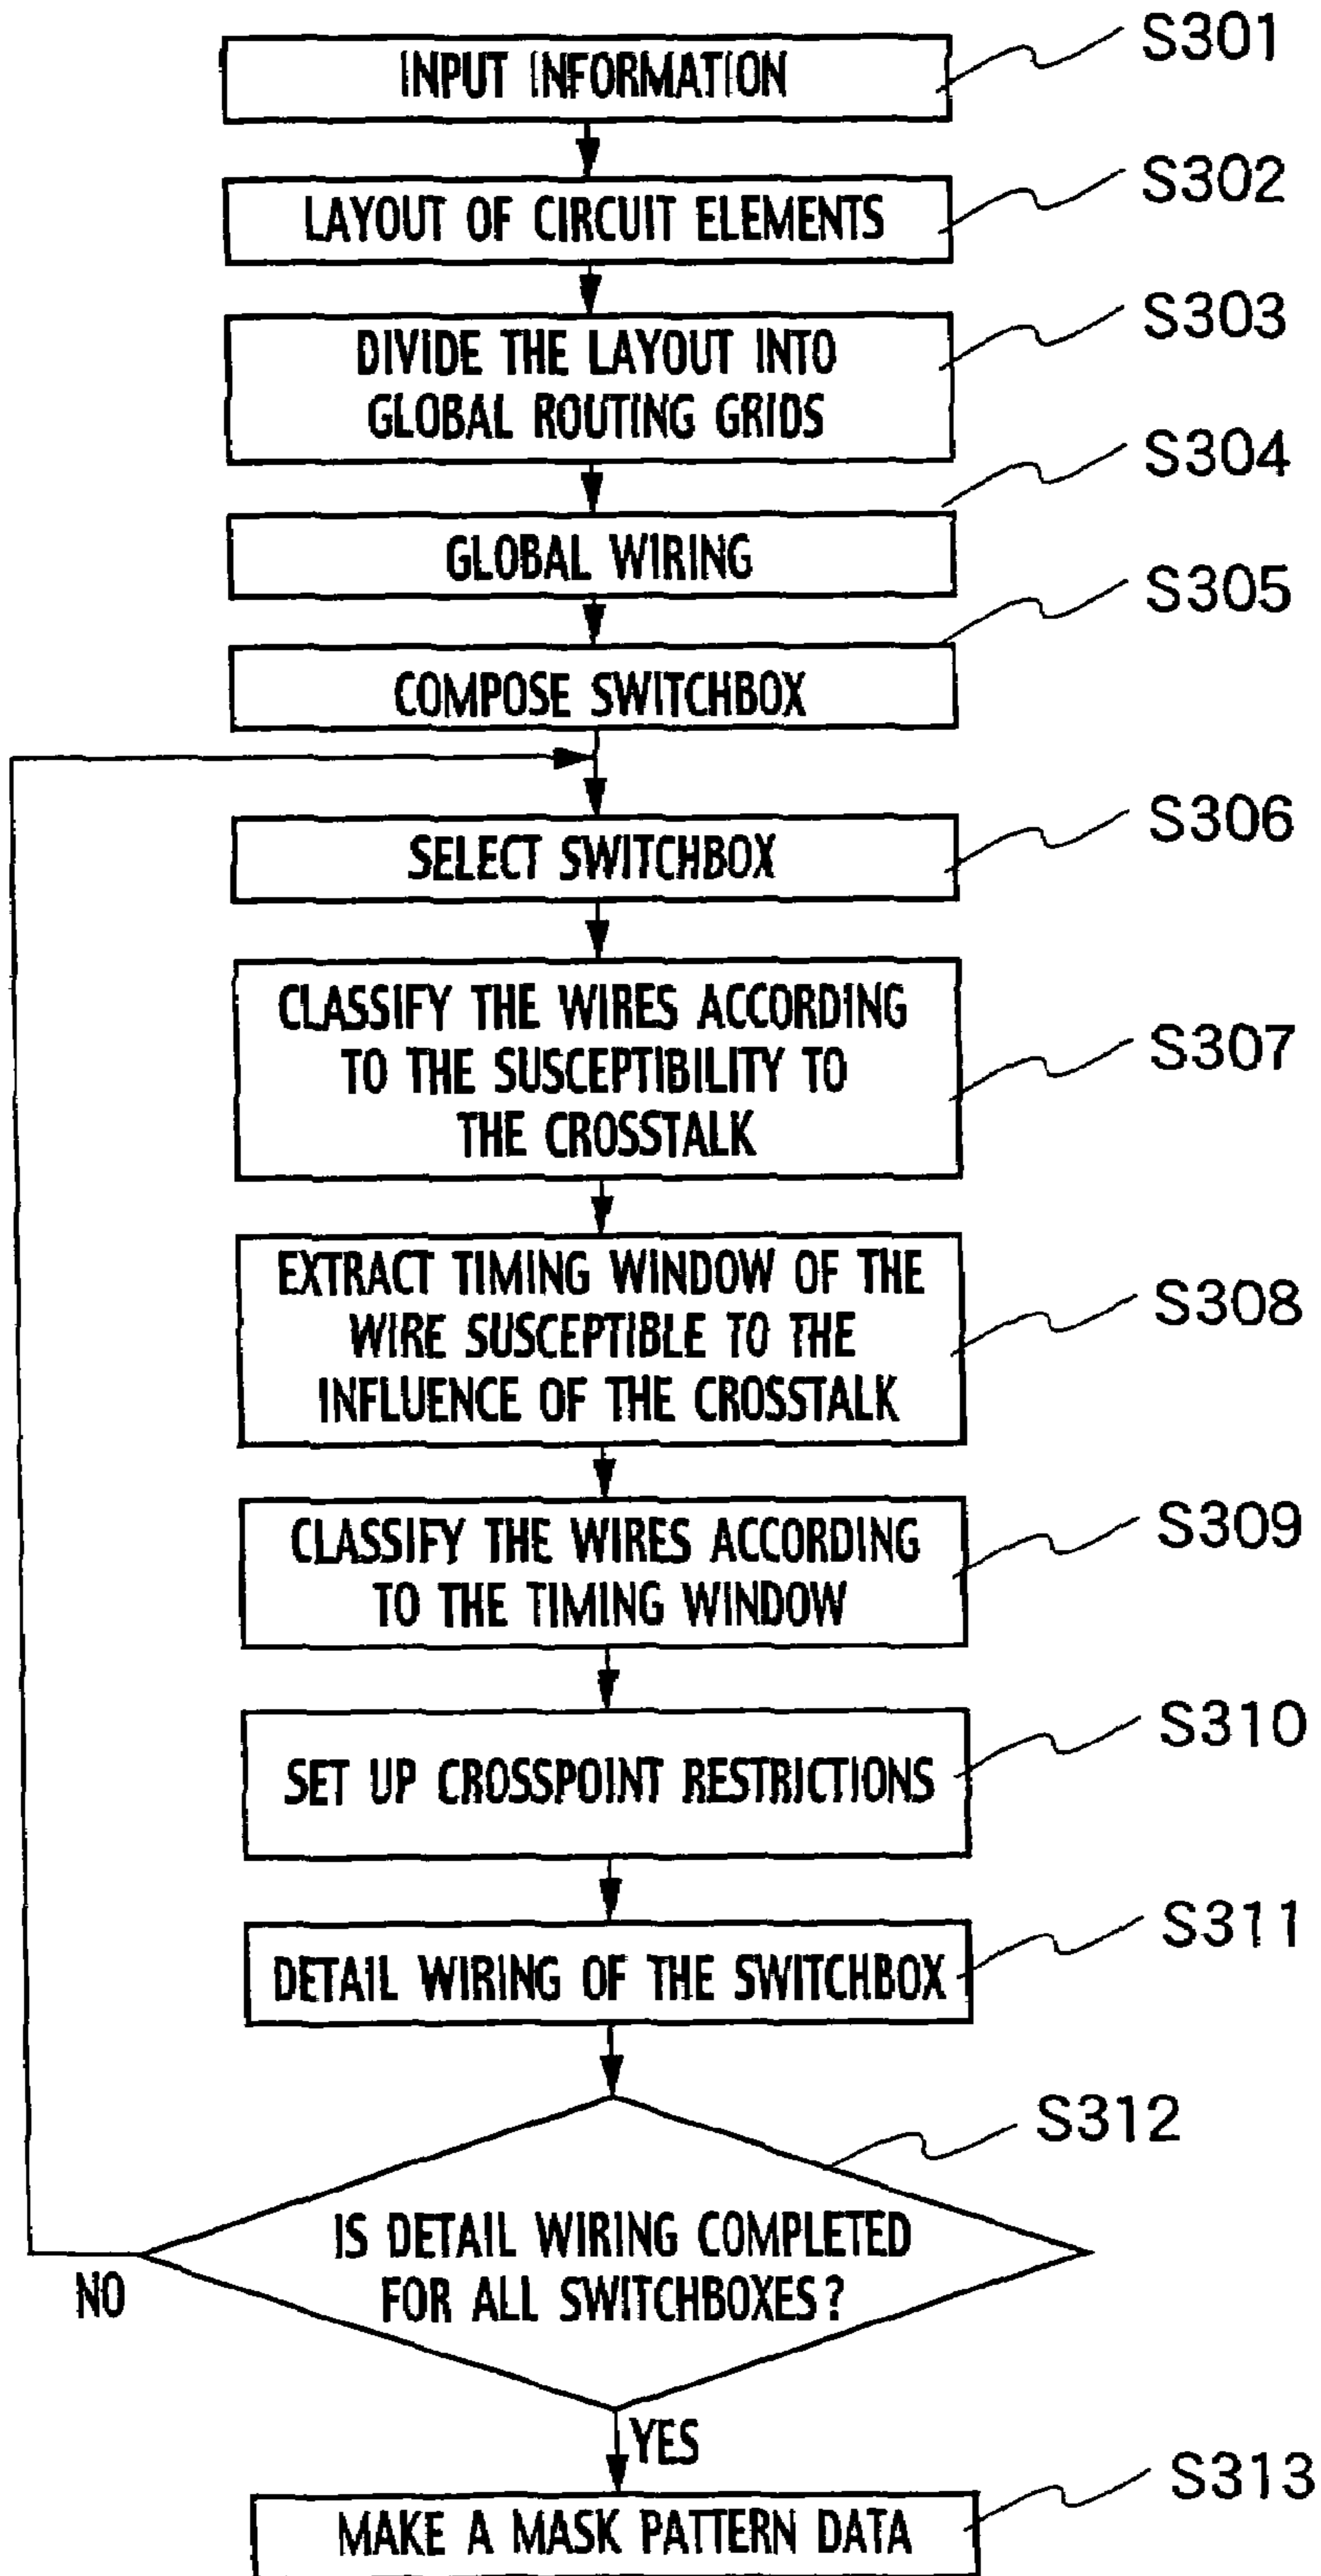 S301
INPUT INFORMATION
S302
LAYOUT OF CIRCUIT ELEMENTS
S303
DIVIDE THE LAYOUT INTO
GLOBAL ROUTING GRIDS
S304
GLOBAL WIRING
S305
COMPOSE SWITCHBOX
S306
SELECT SWITCHBOX
CLASSIFY THE WIRES ACCORDING
S307
TO THE SUSCEPTIBILITY TO
THE CROSSTALK
EXTRACT TIMING WINDOW OF THE
S308
WIRE SUSCEPTIBLE TO THE
INFLUENCE OF THE CROSSTALK
S309
CLASSIFY THE WIRES ACCORDING
TO THE TIMING WINDOW
S310
SET UP CROSSPOINT RESTRICTIONS
S311
DETAIL WIRING OF THE SWITCHBOX
S312
IS DETAIL WIRING COMPLETED
FOR ALL SWITCHBOXES?
NO
YES
S313
MAKE A MASK PATTERN DATA